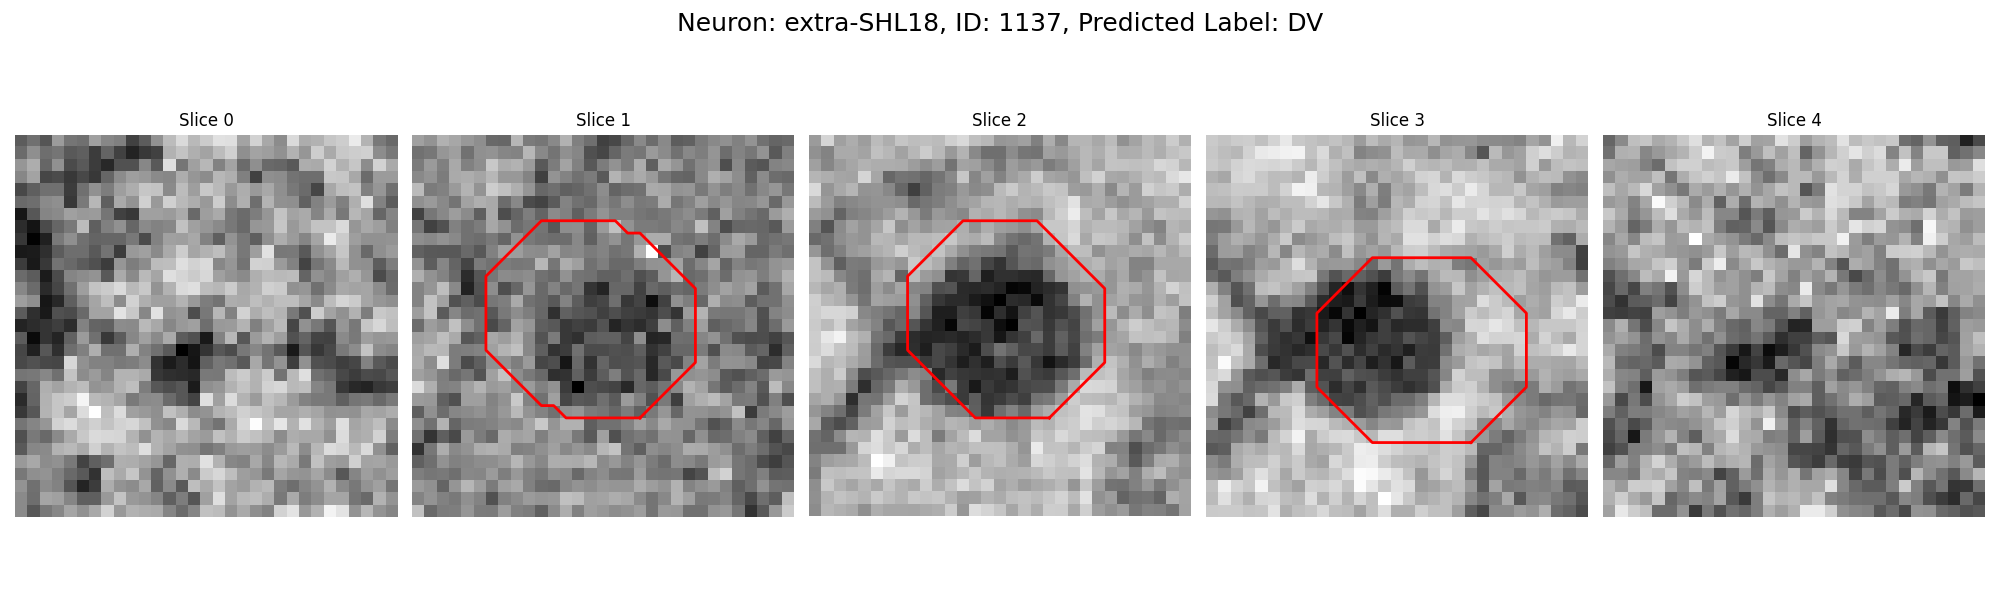 Neuron: extra-SHL18, ID: 1137, Predicted Label: DV
Slice 0
Slice 1
Slice 2
Slice 3
Slice 4